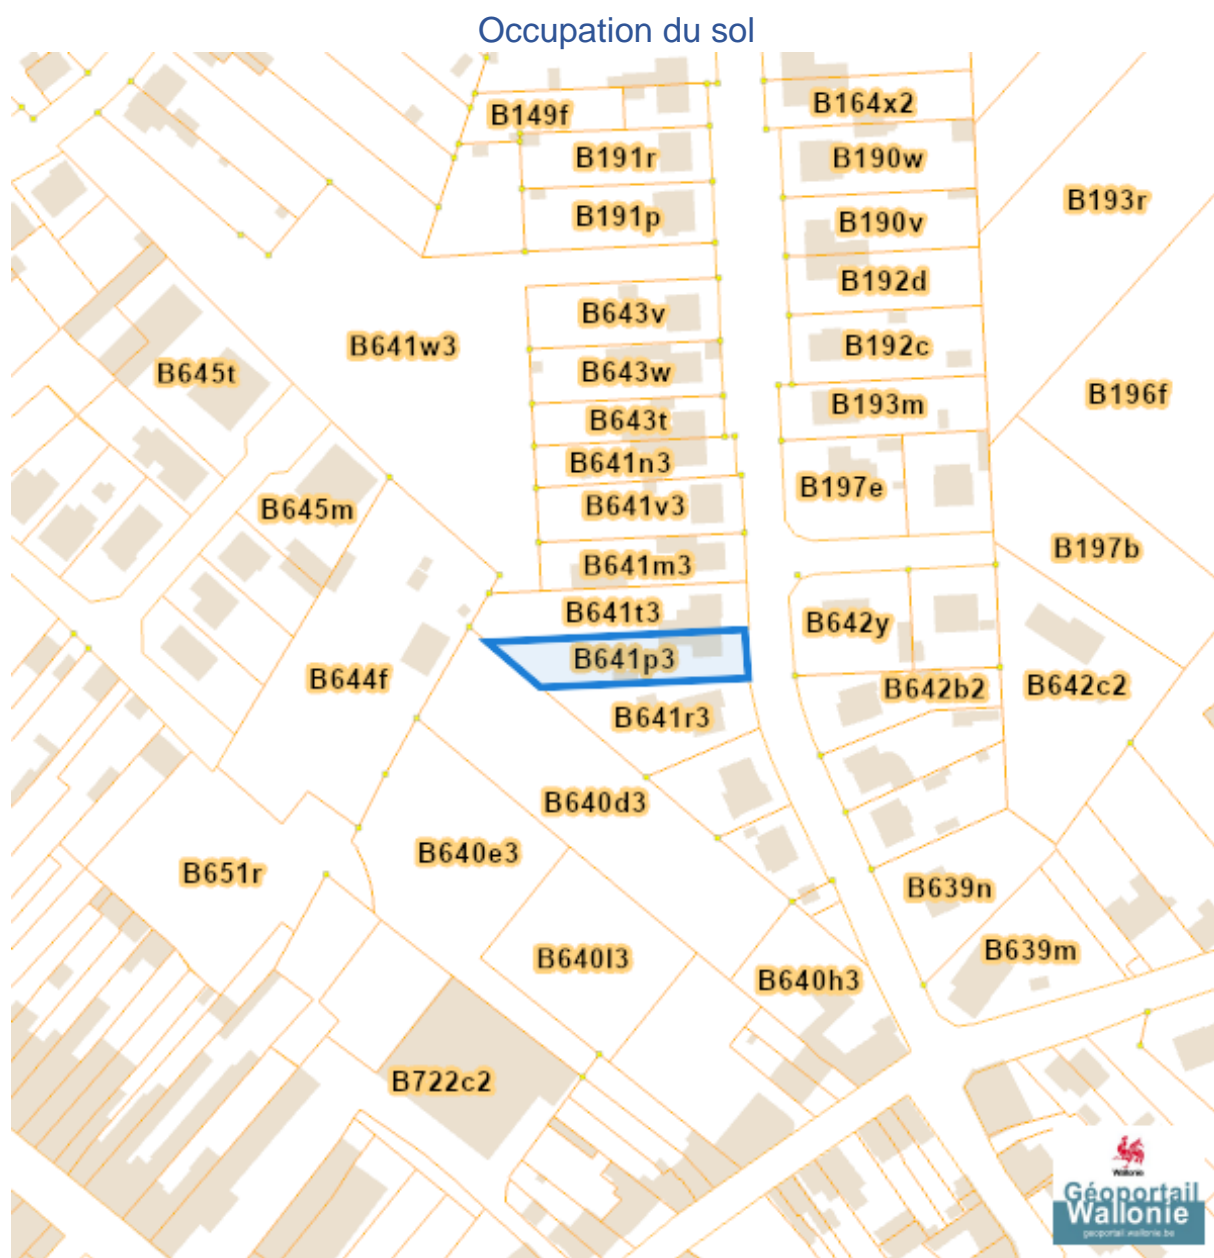 Occupation du sol
B149f
B164x2
B191r
B190w
B193r
B191p
B190v
B192d
B643v
B641w3
B192c
B645t
B643w
B196f
B193m
B643t
B641n3
B197e
B645m
B641v3
B197b
B641m3
B641t3
B642y
B641p3
B644f
B642b2
B642c2
B641r3
B640d3
B640e3
B651r
B639n
B640l3
B639m
B640h3
B722c2
Wallonie
Géoportail
Wallonie
geoportail.wallonie.be